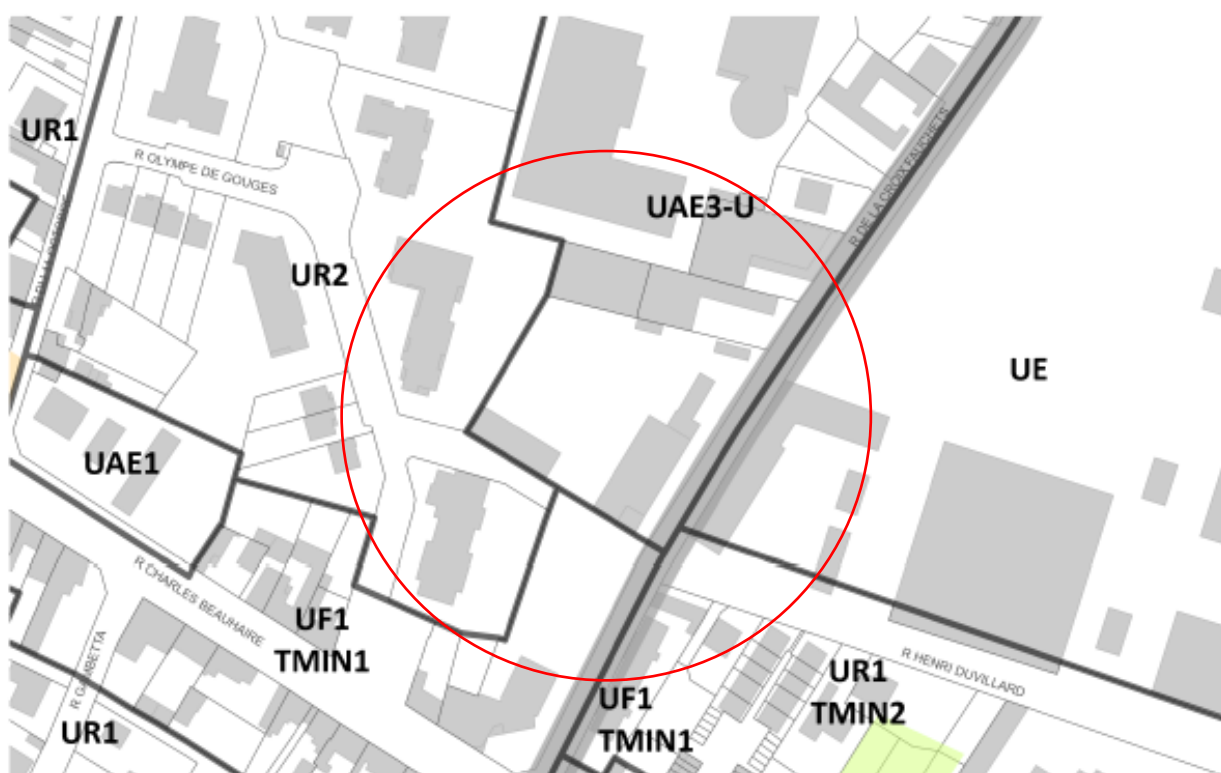 UR1
R OLYMPE DE GOUGES
UAE3-U
R DE LA CROIX FAUCHETS
UR2
UE
UAE1
R CHARLES BEAUHAIRE
UF1
TMIN1
R GAMBETTA
UR1
R HENRI DUVILLARD
UR1
TMIN2
UF1
TMIN1